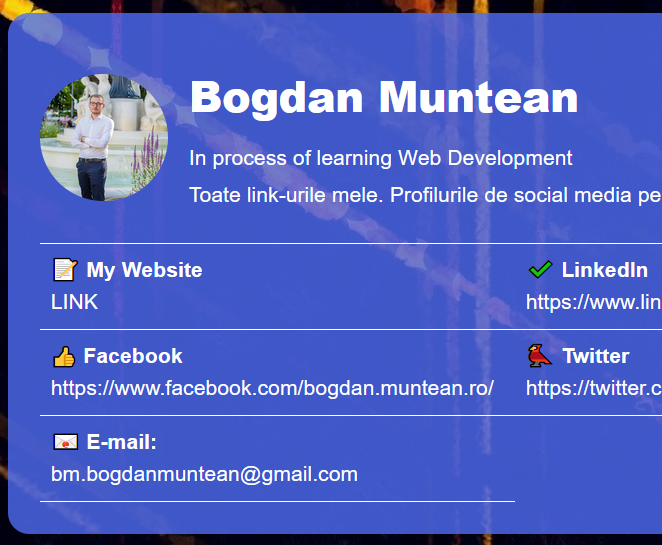 Bogdan Muntean
In process of learning Web Development
Toate link-urile mele. Profilurile de social media pe
My Website
LINK
LinkedIn
https://www.lin
Facebook
https://www.facebook.com/bogdan.muntean.ro/
Twitter
https://twitter.c
E-mail:
bm.bogdanmuntean@gmail.com